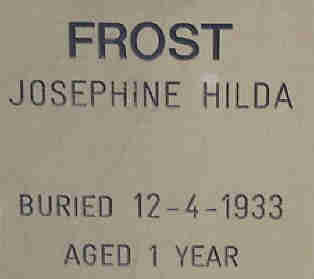 FROST
JOSEPHINE HILDA
BURIED 12-4-1933
AGED 1 YEAR